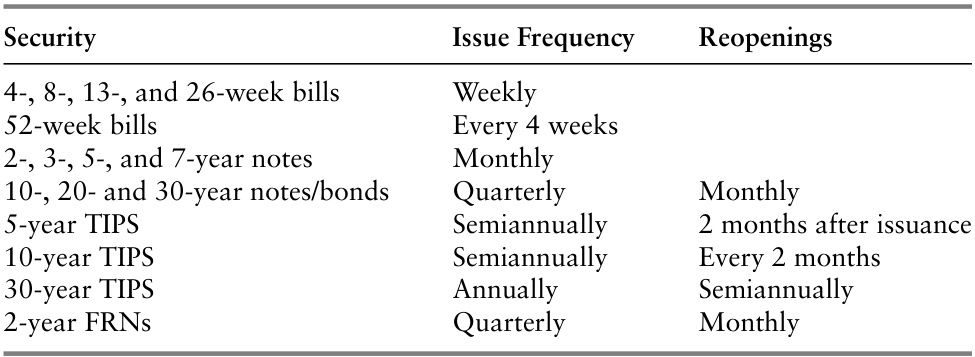 Security Issue Frequency Reopenings
4-, 8-, 13-, and 26-week bills Weekly
52-week bills Every 4 weeks
2-, 3-, 5-, and 7-year notes Monthly
10-, 20- and 30-year notes/bonds Quarterly Monthly
5-year TIPS Semiannually 2 months after issuance
10-year TIPS Semiannually Every 2 months
30-year TIPS Annually Semiannually
2-year FRNs Quarterly Monthly